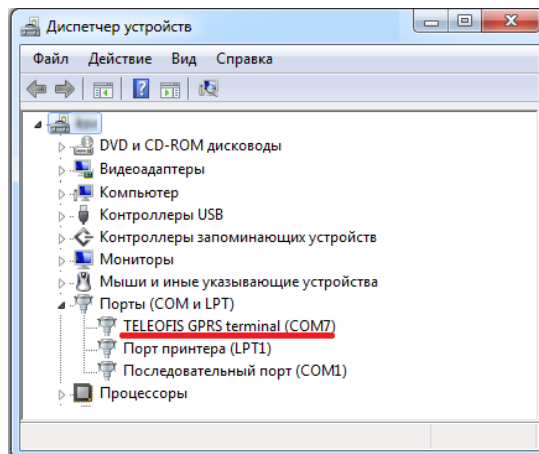 Диспетчер устройств
Файл Действие Вид Справка
DVD и CD-ROM дисководы
Видеоадаптеры
Компьютер
Контроллеры USB
Контроллеры запоминающих устройств
Мониторы
Мыши и иные указывающие устройства
Порты (COM и LPT)
TELEOFIS GPRS terminal (COM7)
Порт принтера (LPT1)
Последовательный порт (COM1)
Процессоры